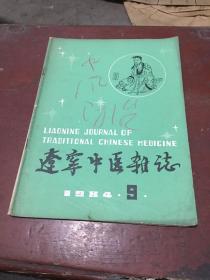 LIAONING JOURNAL OF
TRADITIONAL CHINESE MEDICINE
辽宁中医杂志
1984·9·